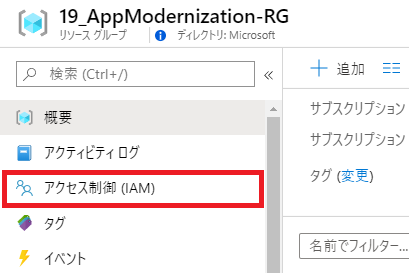 19_AppModernization-RG
リソース グループ ディレクトリ: Microsoft
検索 (Ctrl+/)
追加
概要
サブスクリプション
アクティビティ ログ
サブスクリプション
アクセス制御 (IAM)
タグ (変更)
タグ
イベント
名前でフィルター...